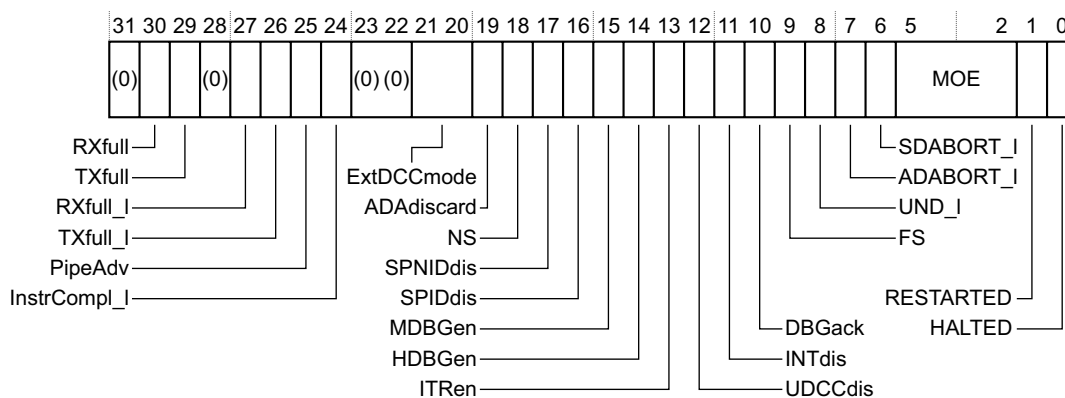 31 30 29 28 27 26 25 24 23 22 21 20 19 18 17 16 15 14 13 12 11 10 9 8 7 6 5 2 1 0
(0) (0) (0) (0) MOE
RXfull SDABORT_l
TXfull ExtDCCmode ADABORT_l
RXfull_l ADAdiscard UND_l
TXfull_l NS FS
PipeAdv SPNIDdis
InstrCompl_l SPIDdis RESTARTED
MDBGen DBGack HALTED
HDBGen INTdis
ITRen UDCCdis